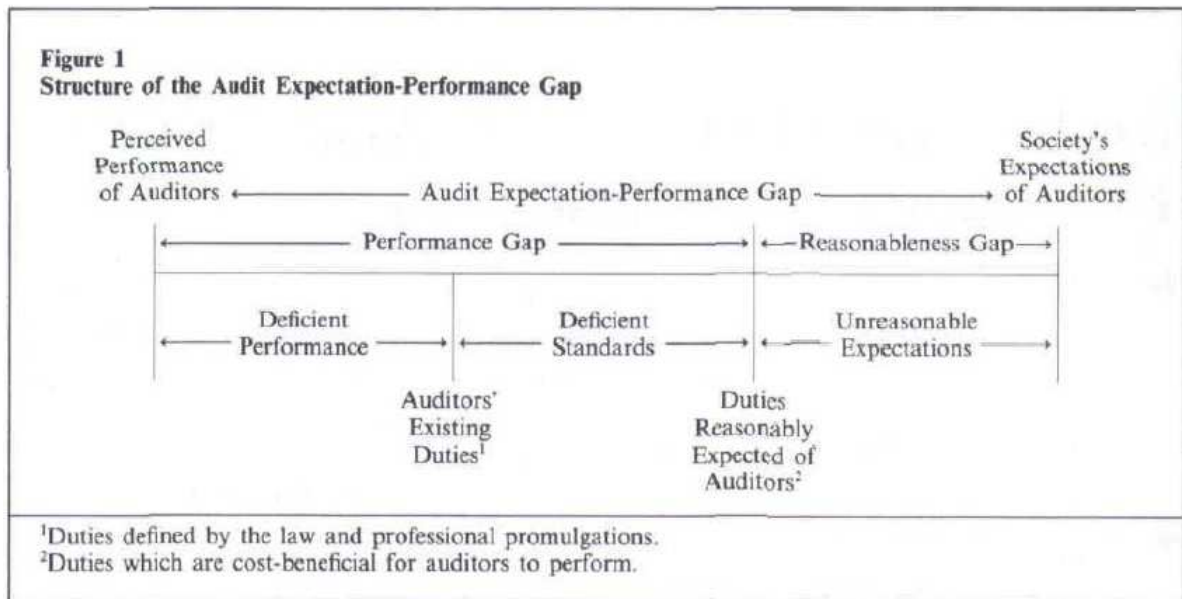 Figure 1
Structure of the Audit Expectation-Performance Gap
Perceived
Performance
of Auditors
Audit Expectation-Performance Gap
Society's
Expectations
of Auditors
Performance Gap
Reasonableness Gap
Deficient
Performance
Deficient
Standards
Unreasonable
Expectations
Auditors'
Existing
Duties¹
Duties
Reasonably
Expected of
Auditors²
¹Duties defined by the law and professional promulgations.
²Duties which are cost-beneficial for auditors to perform.